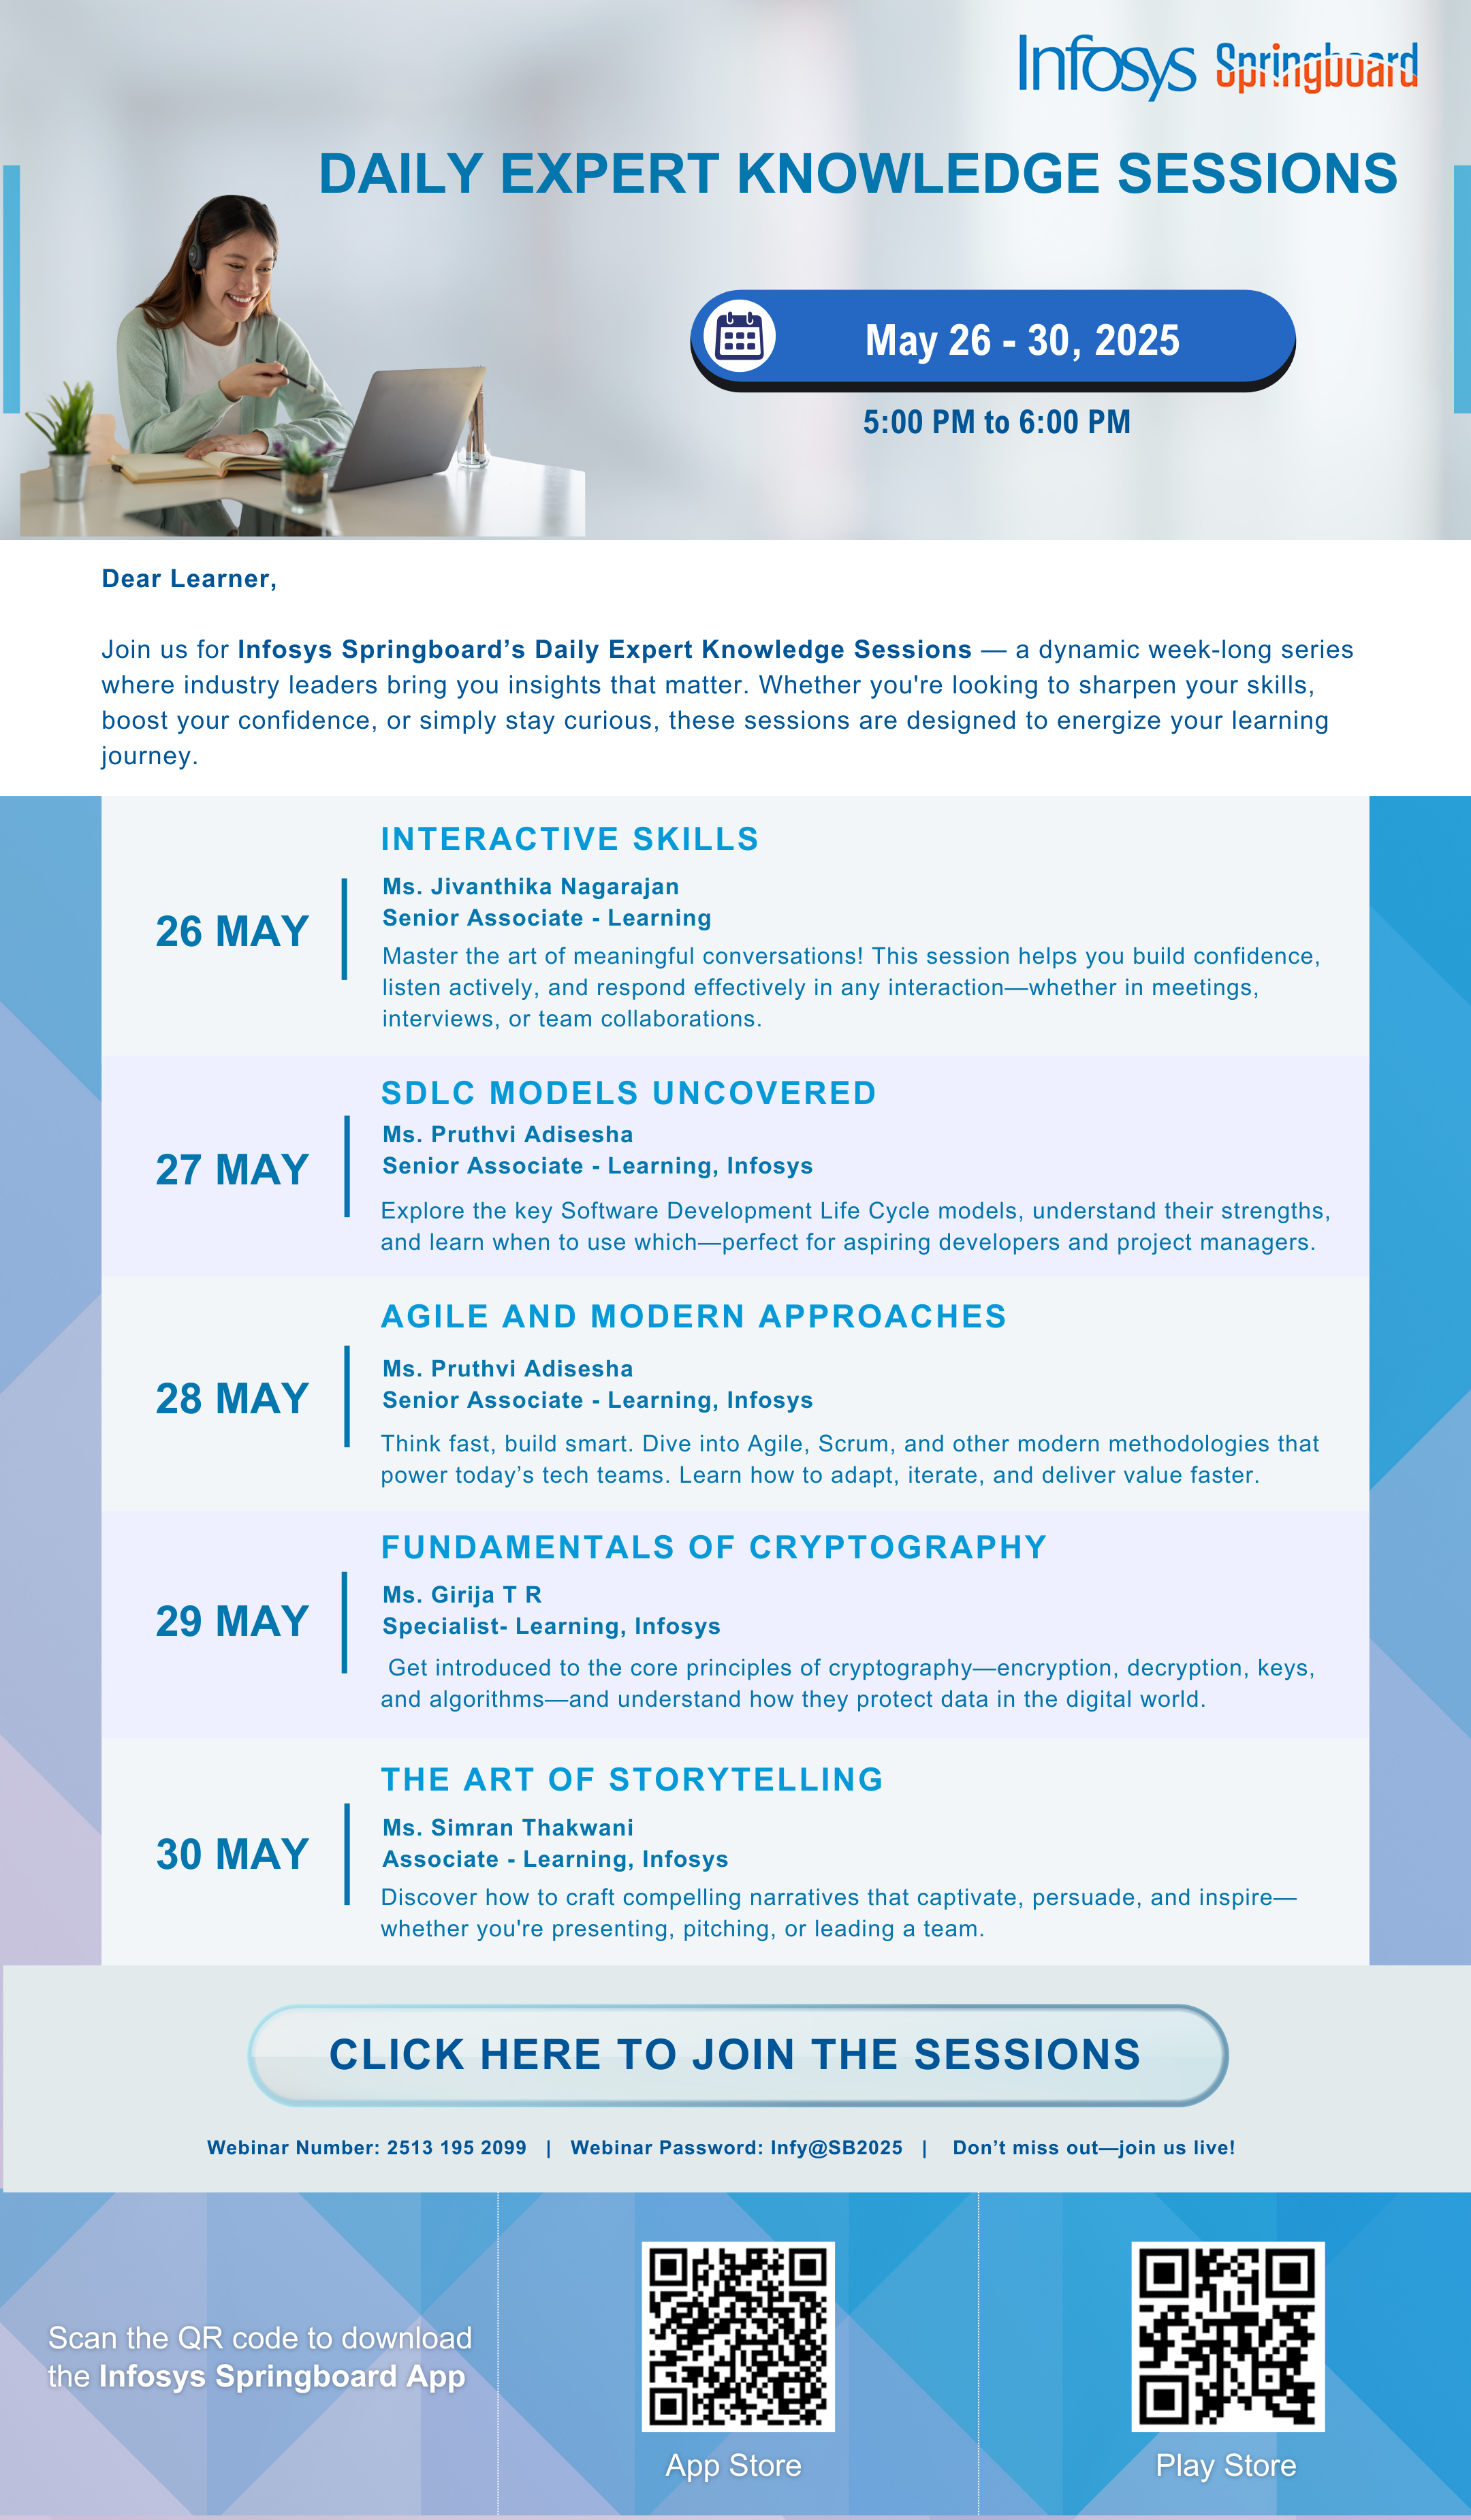 Infosys Springboard
DAILY EXPERT KNOWLEDGE SESSIONS
May 26 - 30, 2025
5:00 PM to 6:00 PM
Dear Learner,
Join us for Infosys Springboard’s Daily Expert Knowledge Sessions — a dynamic week-long series
where industry leaders bring you insights that matter. Whether you're looking to sharpen your skills,
boost your confidence, or simply stay curious, these sessions are designed to energize your learning
journey.
INTERACTIVE SKILLS
26 MAY
Ms. Jivanthika Nagarajan
Senior Associate - Learning
Master the art of meaningful conversations! This session helps you build confidence,
listen actively, and respond effectively in any interaction—whether in meetings,
interviews, or team collaborations.
SDLC MODELS UNCOVERED
27 MAY
Ms. Pruthvi Adisesha
Senior Associate - Learning, Infosys
Explore the key Software Development Life Cycle models, understand their strengths,
and learn when to use which—perfect for aspiring developers and project managers.
AGILE AND MODERN APPROACHES
28 MAY
Ms. Pruthvi Adisesha
Senior Associate - Learning, Infosys
Think fast, build smart. Dive into Agile, Scrum, and other modern methodologies that
power today’s tech teams. Learn how to adapt, iterate, and deliver value faster.
FUNDAMENTALS OF CRYPTOGRAPHY
29 MAY
Ms. Girija T R
Specialist- Learning, Infosys
Get introduced to the core principles of cryptography—encryption, decryption, keys,
and algorithms—and understand how they protect data in the digital world.
THE ART OF STORYTELLING
30 MAY
Ms. Simran Thakwani
Associate - Learning, Infosys
Discover how to craft compelling narratives that captivate, persuade, and inspire—
whether you're presenting, pitching, or leading a team.
CLICK HERE TO JOIN THE SESSIONS
Webinar Number: 2513 195 2099 | Webinar Password: Infy@SB2025 | Don’t miss out—join us live!
Scan the QR code to download
the Infosys Springboard App
App Store
Play Store